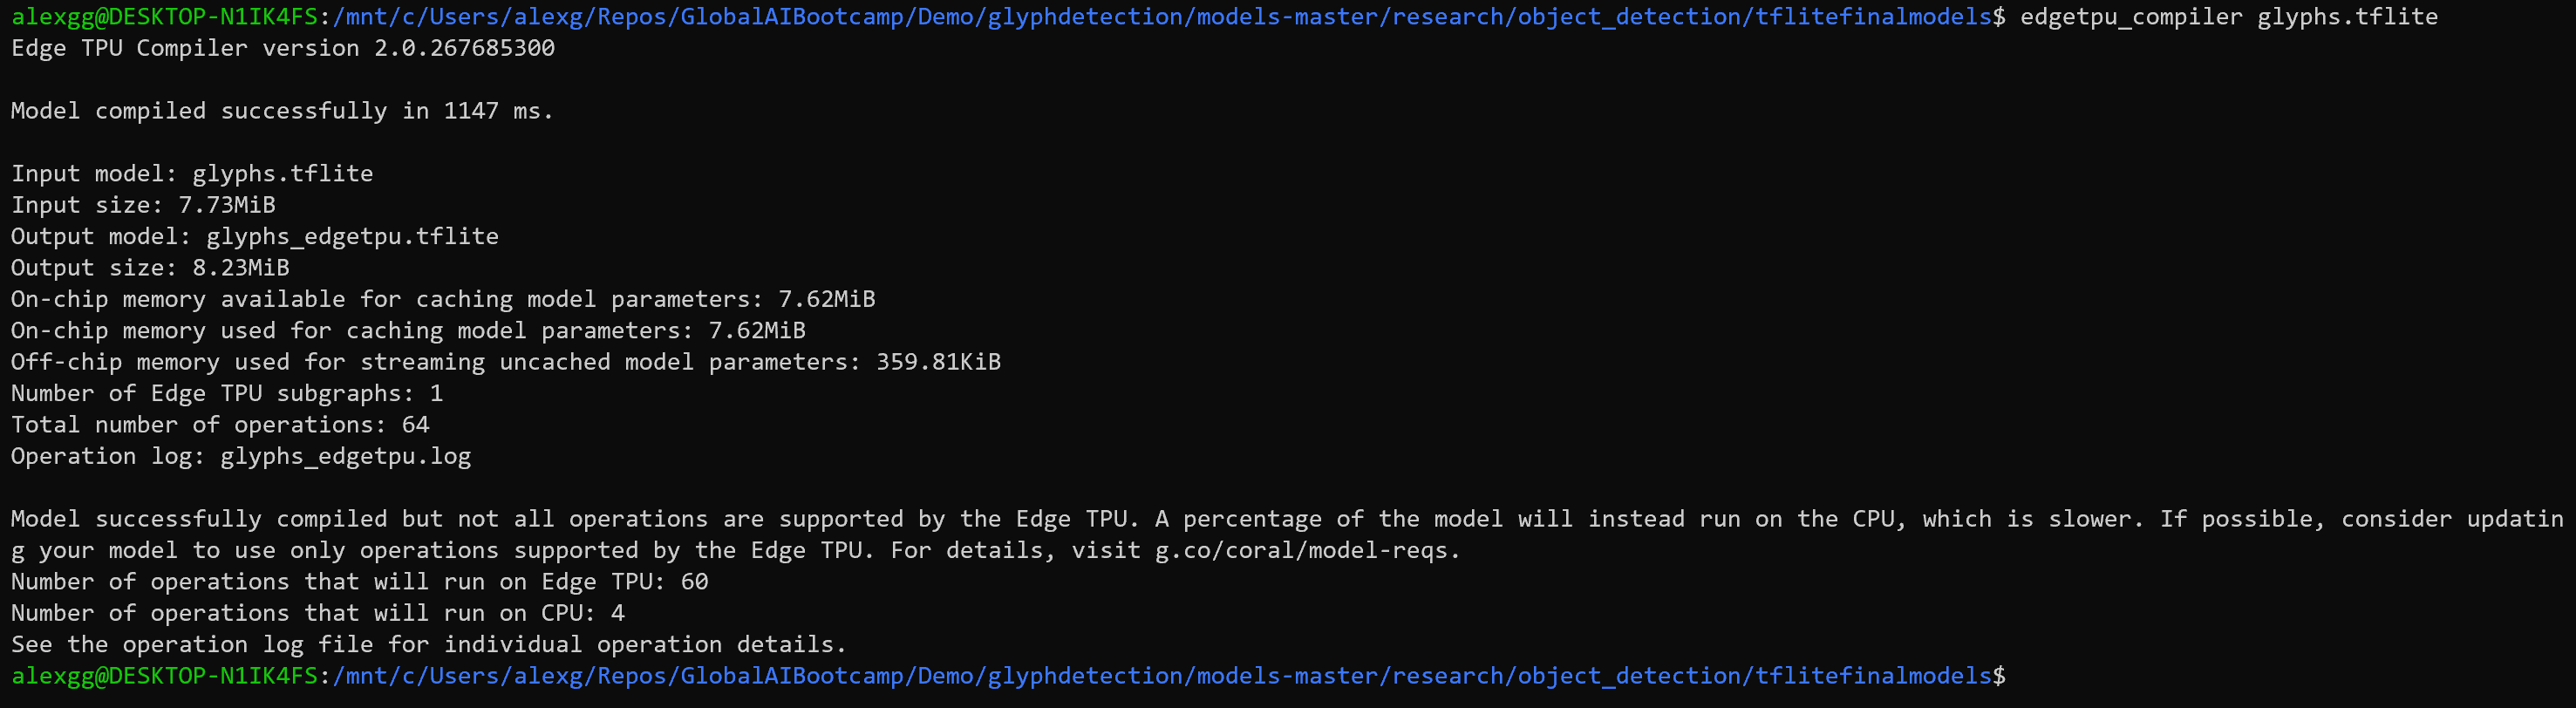 alexgg@DESKTOP-N1IK4FS:/mnt/c/Users/alexg/Repos/GlobalAIBootcamp/Demo/glyphdetection/models-master/research/object_detection/tflitefinalmodels$ edgetpu_compiler glyphs.tflite
Edge TPU Compiler version 2.0.267685300
Model compiled successfully in 1147 ms.
Input model: glyphs.tflite
Input size: 7.73MiB
Output model: glyphs_edgetpu.tflite
Output size: 8.23MiB
On-chip memory available for caching model parameters: 7.62MiB
On-chip memory used for caching model parameters: 7.62MiB
Off-chip memory used for streaming uncached model parameters: 359.81KiB
Number of Edge TPU subgraphs: 1
Total number of operations: 64
Operation log: glyphs_edgetpu.log
Model successfully compiled but not all operations are supported by the Edge TPU. A percentage of the model will instead run on the CPU, which is slower. If possible, consider updatin
g your model to use only operations supported by the Edge TPU. For details, visit g.co/coral/model-reqs.
Number of operations that will run on Edge TPU: 60
Number of operations that will run on CPU: 4
See the operation log file for individual operation details.
alexgg@DESKTOP-N1IK4FS:/mnt/c/Users/alexg/Repos/GlobalAIBootcamp/Demo/glyphdetection/models-master/research/object_detection/tflitefinalmodels$